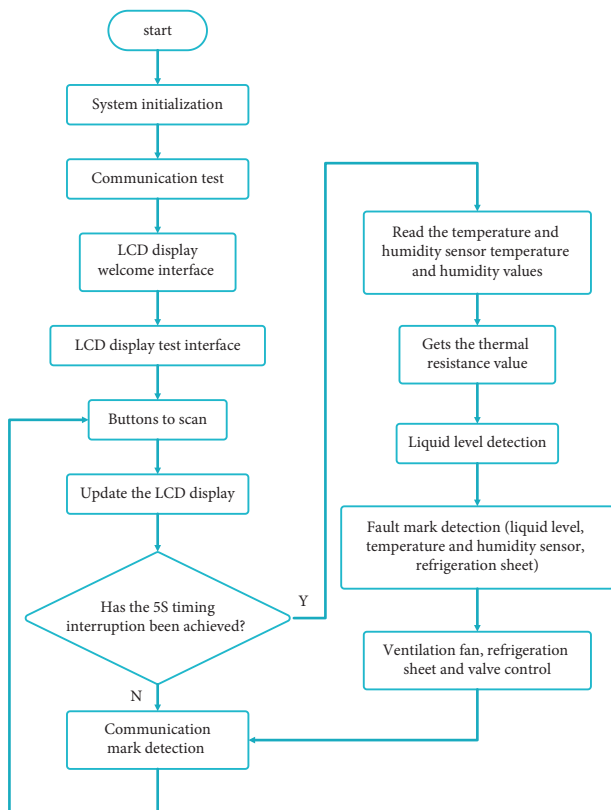 start
System initialization
Communication test
LCD display
welcome interface
LCD display test interface
Buttons to scan
Update the LCD display
Has the 5S timing
interruption been achieved?
Y
N
Communication
mark detection
Read the temperature and
humidity sensor temperature
and humidity values
Gets the thermal
resistance value
Liquid level detection
Fault mark detection (liquid level,
temperature and humidity sensor,
refrigeration sheet)
Ventilation fan, refrigeration
sheet and valve control